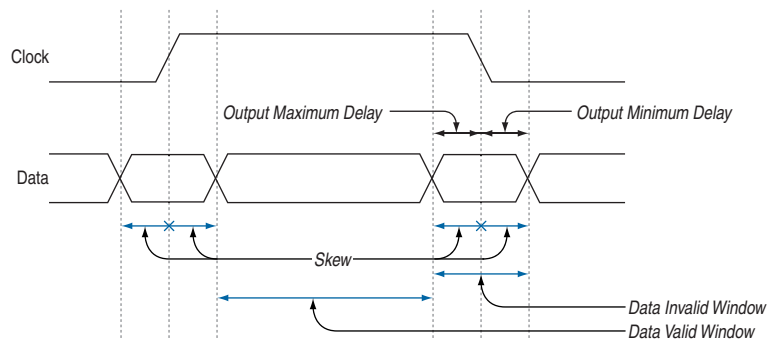 Clock
Output Maximum Delay
Output Minimum Delay
Data
Skew
Data Invalid Window
Data Valid Window